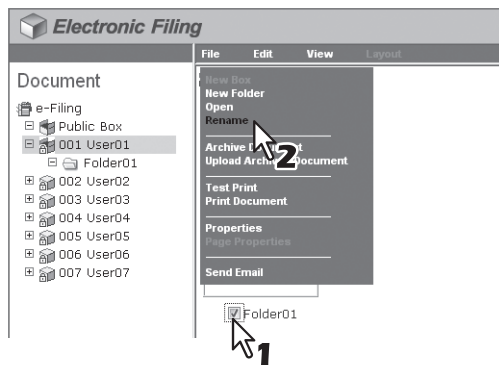 Electronic Filing
File Edit View Layout
Document
e-Filing
Public Box
001 User01
Folder01
002 User02
003 User03
004 User04
005 User05
006 User06
007 User07
New Box
New Folder
Open
Rename
Archive
Upload Document
Test Print
Print Document
Properties
Page Properties
Send Email
Folder01
1
2